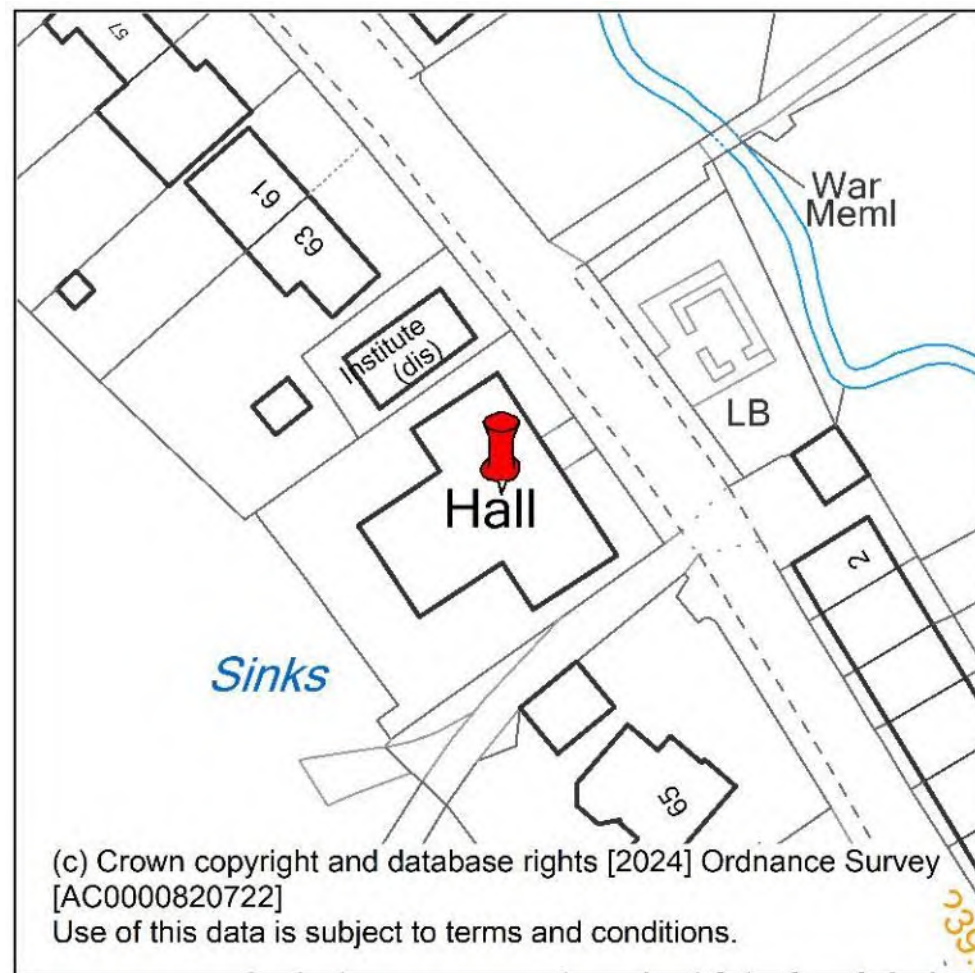 57
61
63
War
Meml
Institute
(dis)
LB
Hall
2
Sinks
65
(c) Crown copyright and database rights [2024] Ordnance Survey
[AC0000820722]
Use of this data is subject to terms and conditions.